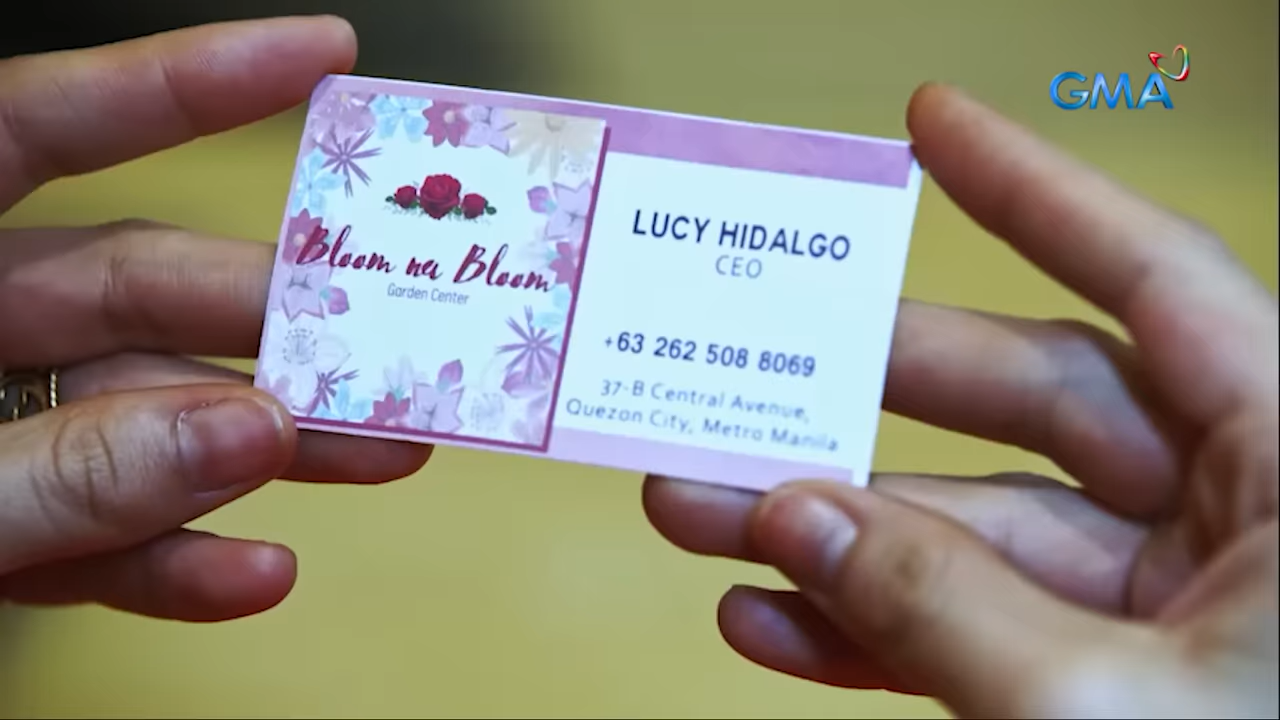 GMA
Bloom na Bloom
Garden Center
LUCY HIDALGO
CEO
+63 262 508 8069
37-B Central Avenue,
Quezon City, Metro Manila